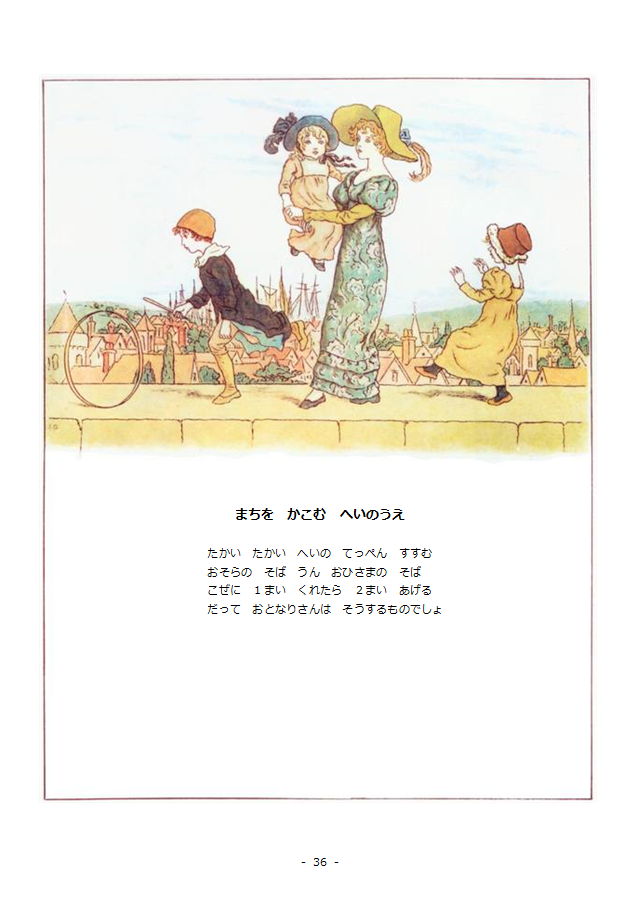 まちを　かこむ　へいのうえ
たかい　たかい　へいの　てっぺん　すすむ
おそらの　そば　うん　おひさまの　そば
こぜに　１まい　くれたら　２まい　あげる
だって　おとなりさんは　そうするものでしょ
- 36 -